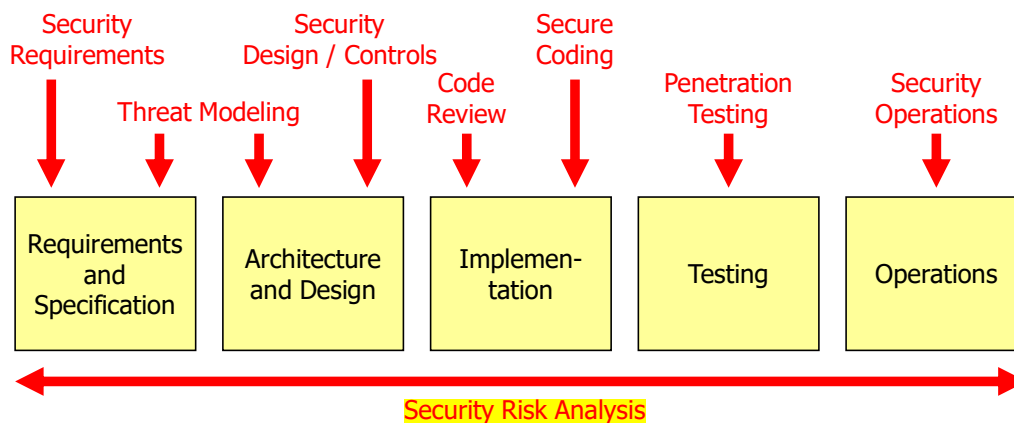 Security
Requirements
Threat Modeling
Security
Design / Controls
Code
Review
Secure
Coding
Penetration
Testing
Security
Operations
Requirements
and
Specification
Architecture
and Design
Implemen-
tation
Testing
Operations
Security Risk Analysis